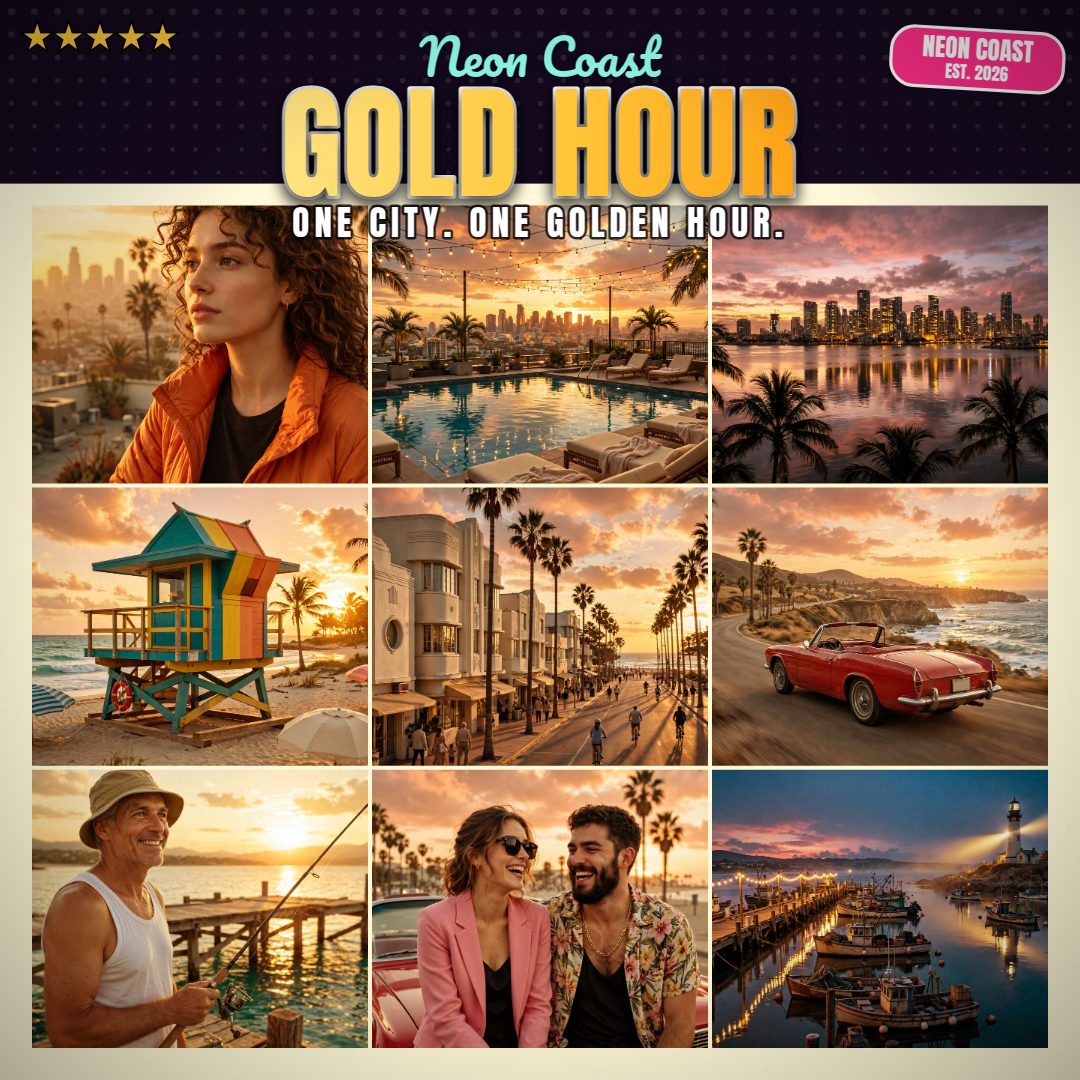 Neon Coast
GOLD HOUR
ONE CITY. ONE GOLDEN HOUR.
NEON COAST
EST. 2026